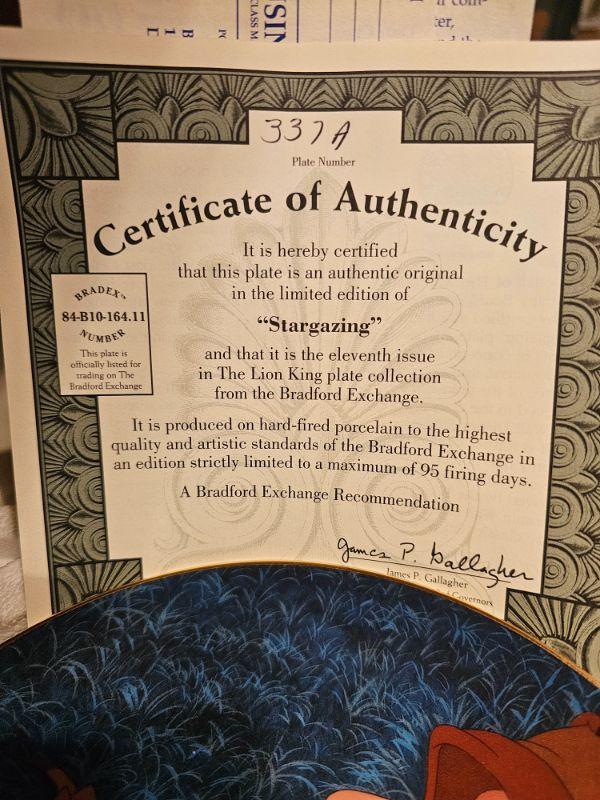 337A
Plate Number
Certificate of Authenticity
It is hereby certified
that this plate is an authentic original
in the limited edition of
“Stargazing”
and that it is the eleventh issue
in The Lion King plate collection
from the Bradford Exchange.
It is produced on hard-fired porcelain to the highest
quality and artistic standards of the Bradford Exchange in
an edition strictly limited to a maximum of 95 firing days.
A Bradford Exchange Recommendation
James P. Gallagher
James P. Gallagher
Governors
BRADEX™
84-B10-164.11
NUMBER
This plate is
officially listed for
trading on The
Bradford Exchange
CLASS M